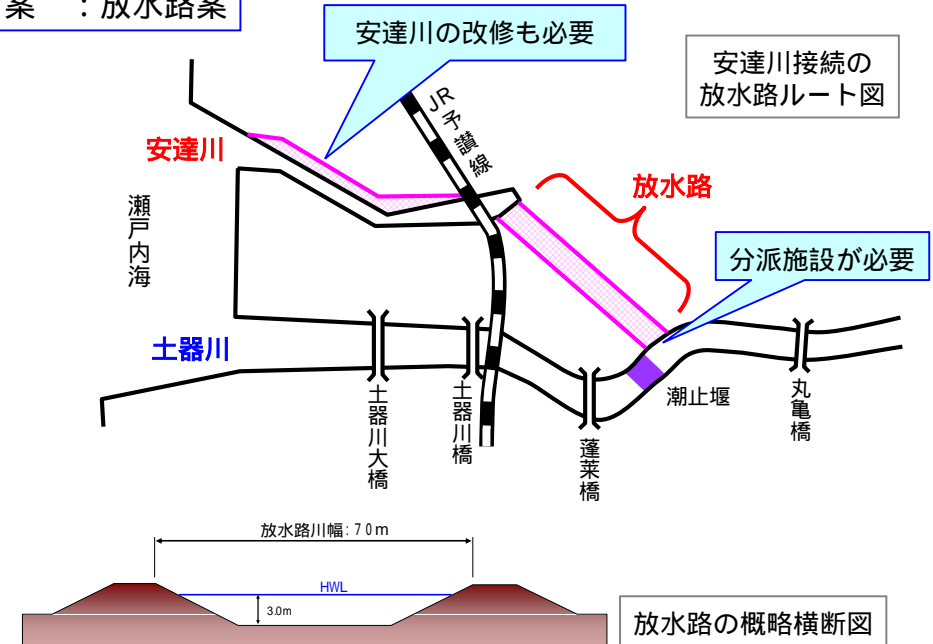 案　：放水路案
安達川の改修も必要
安達川接続の
放水路ルート図
JR予讃線
安達川
放水路
瀬戸内海
分派施設が必要
土器川
潮止堰
丸亀橋
土器川大橋
土器川橋
蓬莱橋
放水路川幅:70m
HWL
3.0m
放水路の概略横断図